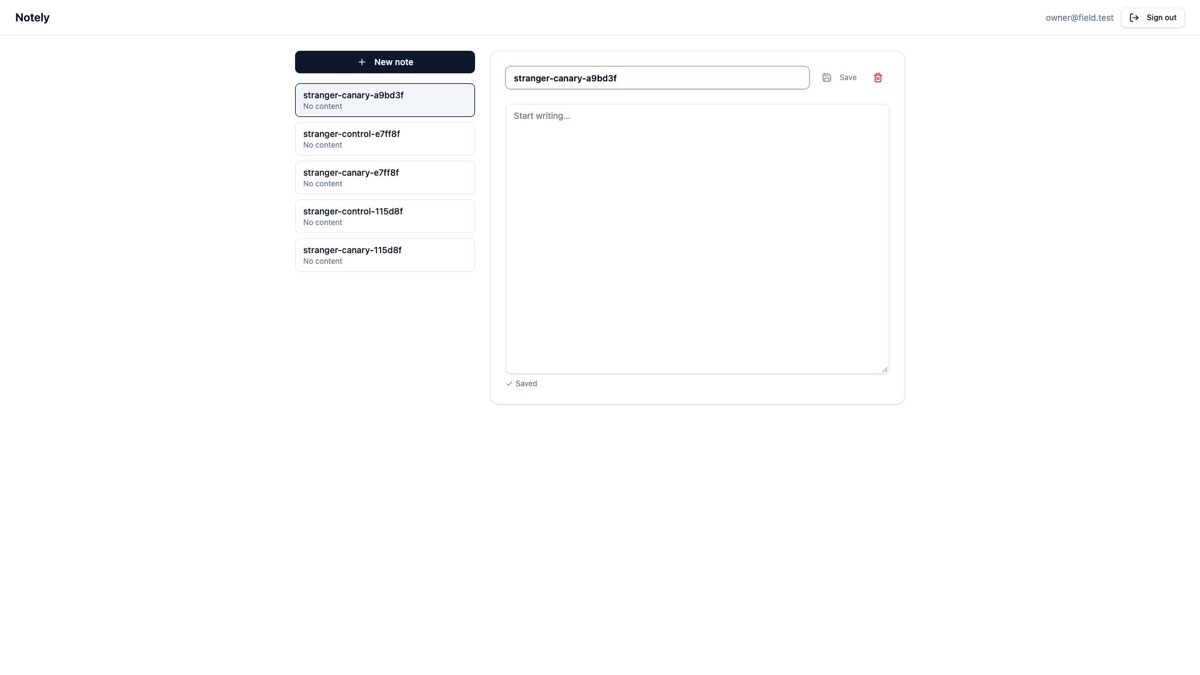 Notely
owner@field.test
Sign out
New note
stranger-canary-a9bd3f
No content
stranger-control-e7ff8f
No content
stranger-canary-e7ff8f
No content
stranger-control-115d8f
No content
stranger-canary-115d8f
No content
stranger-canary-a9bd3f
Save
Start writing...
Saved